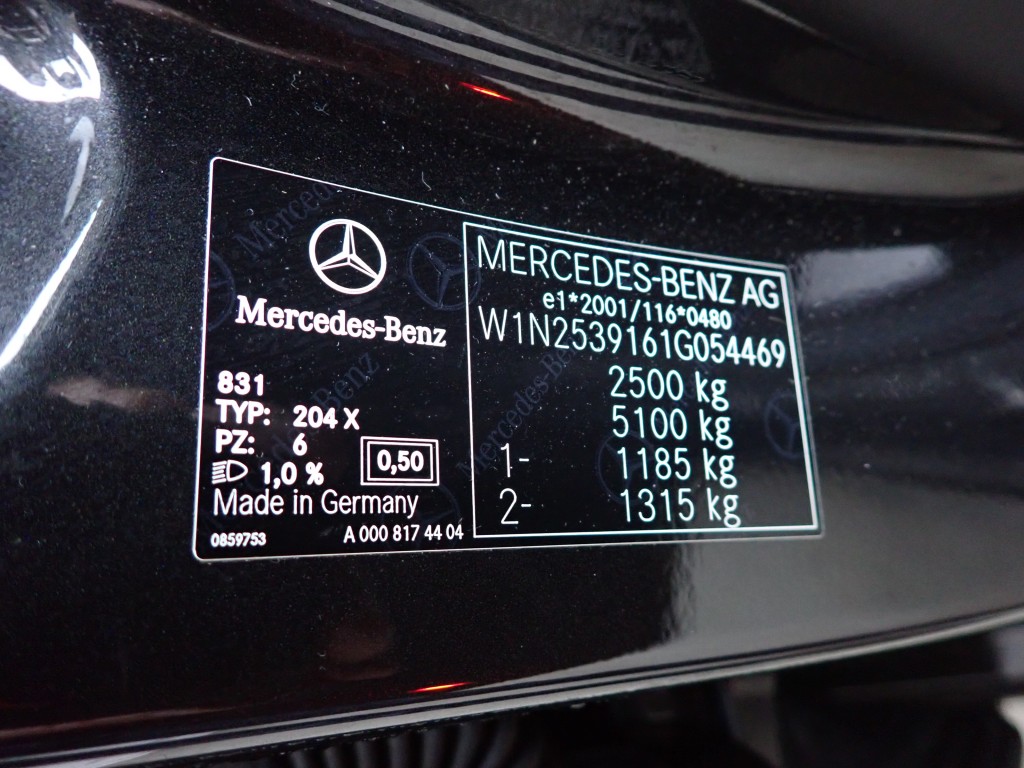 Mercedes-Benz
831
TYP: 204 X
PZ: 6
1,0 %
0,50
Made in Germany
0859753
A 000 817 44 04
MERCEDES-BENZ AG
e1*2001/116*0480
W1N2539161G054469
2500 kg
5100 kg
1- 1185 kg
2- 1315 kg